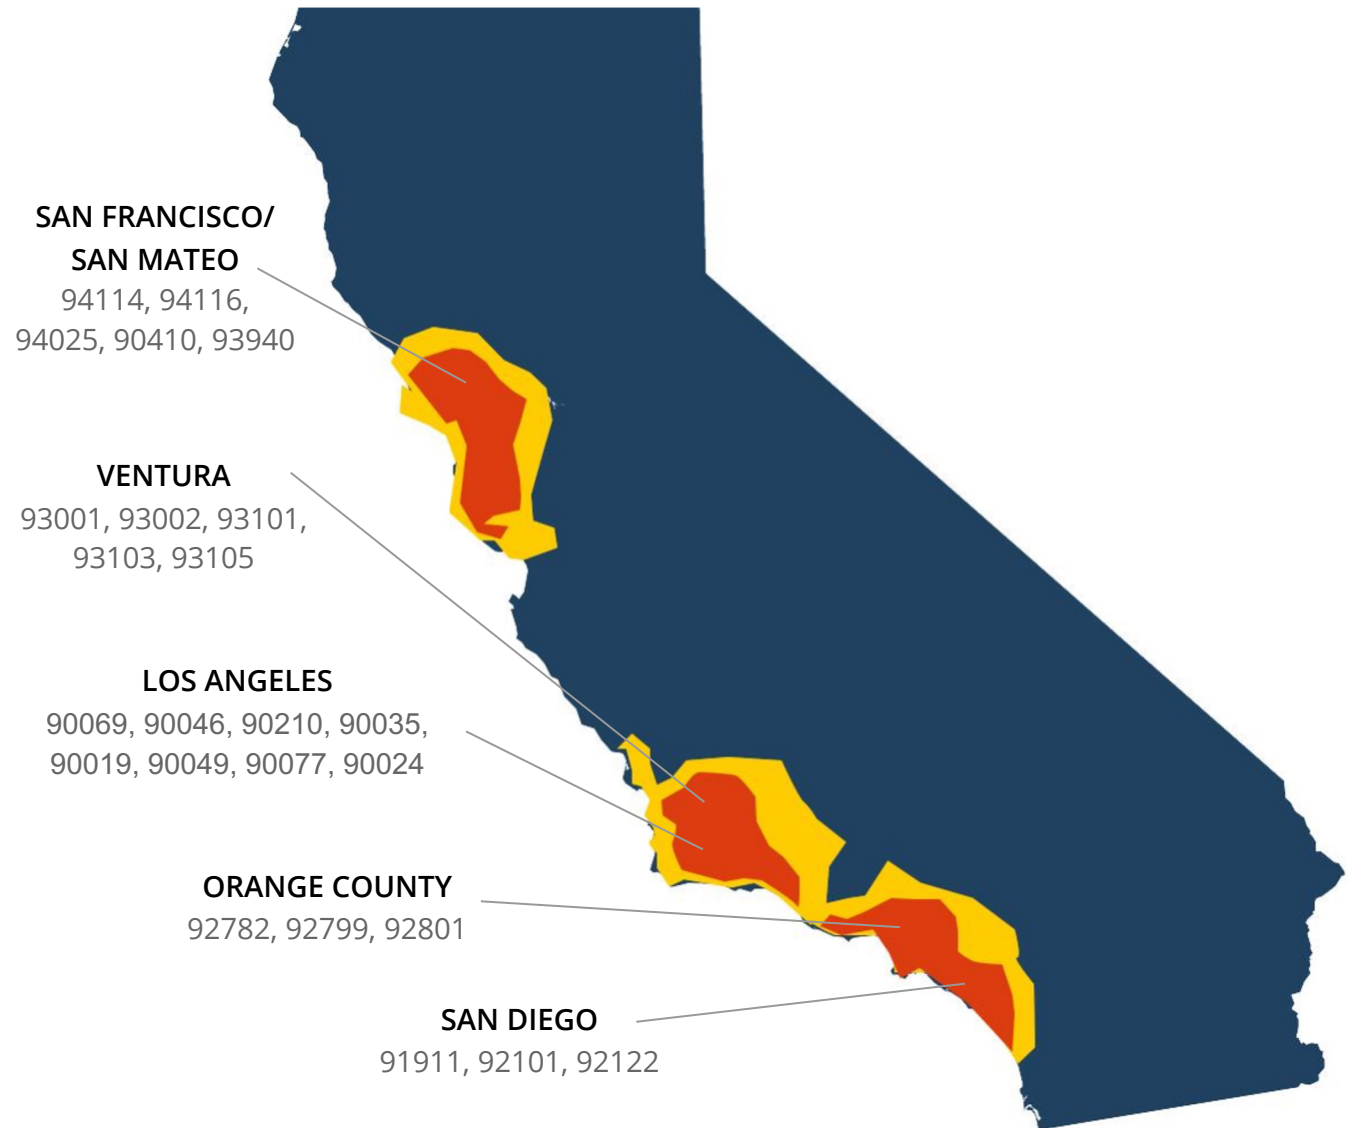 SAN FRANCISCO/
SAN MATEO
94114, 94116,
94025, 90410, 93940
VENTURA
93001, 93002, 93101,
93103, 93105
LOS ANGELES
90069, 90046, 90210, 90035,
90019, 90049, 90077, 90024
ORANGE COUNTY
92782, 92799, 92801
SAN DIEGO
91911, 92101, 92122